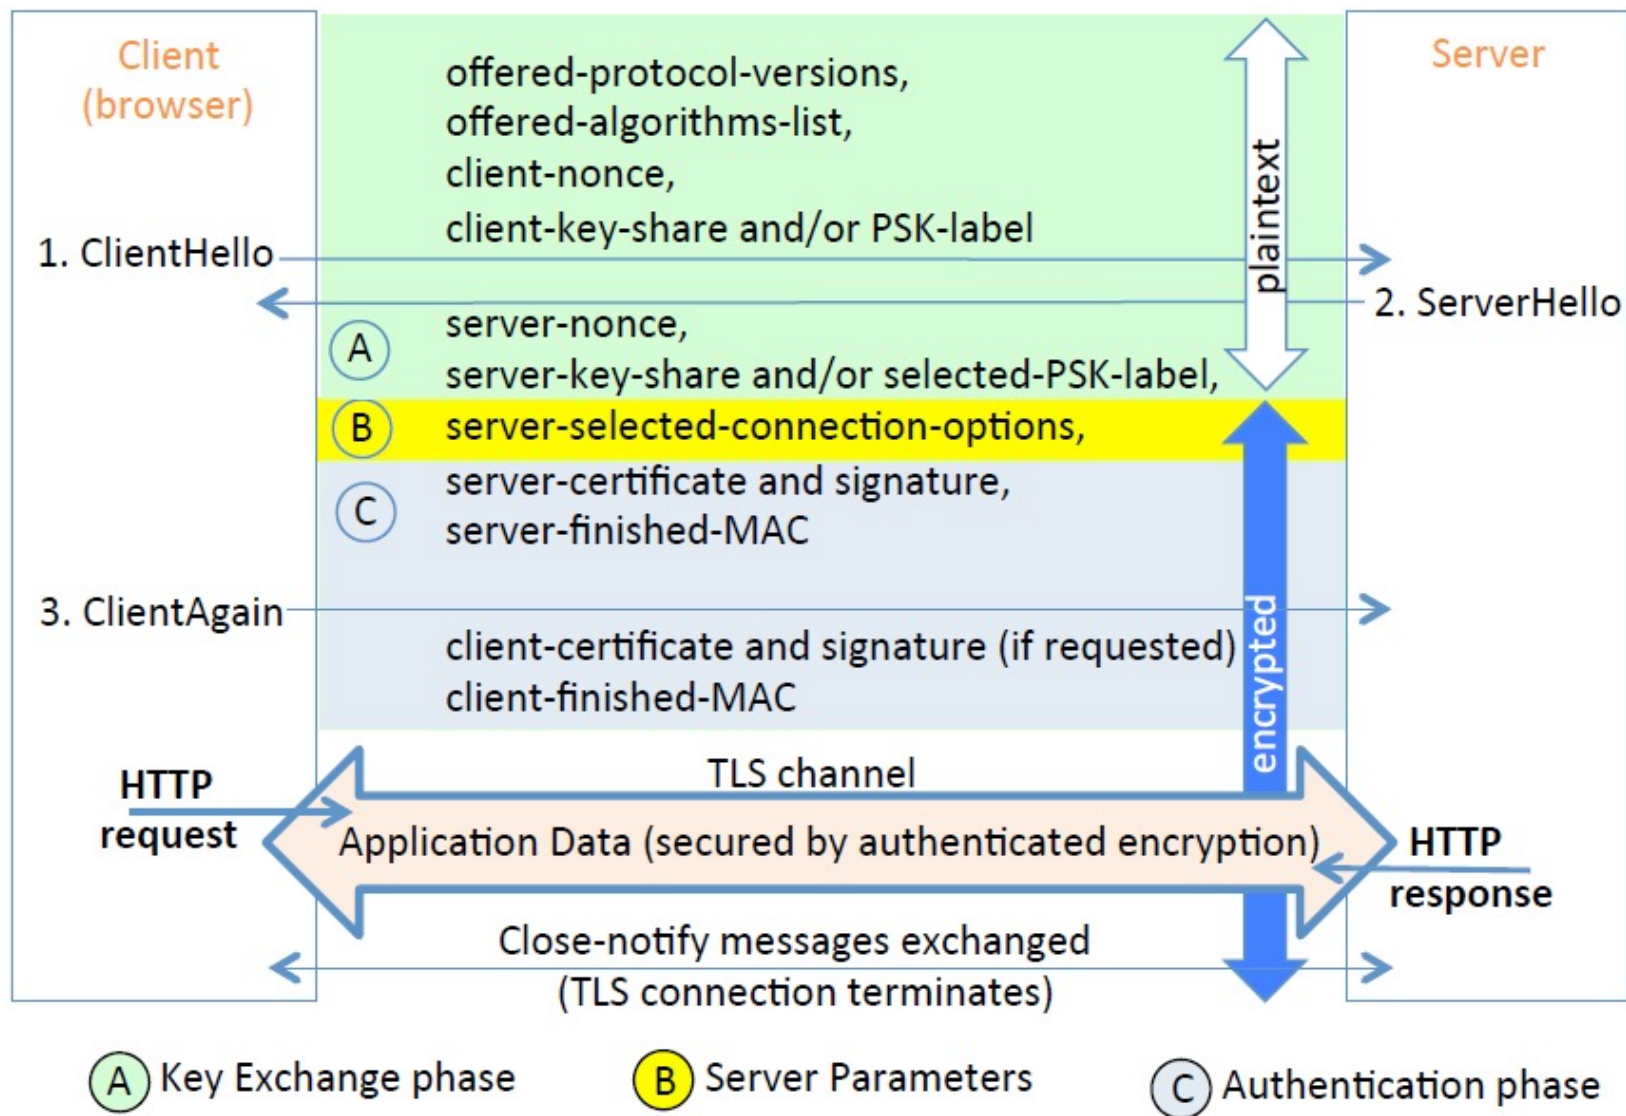 Client
(browser)
Server
offered-protocol-versions,
offered-algorithms-list,
client-nonce,
client-key-share and/or PSK-label
plaintext
1. ClientHello
2. ServerHello
A
server-nonce,
server-key-share and/or selected-PSK-label,
B
server-selected-connection-options,
C
server-certificate and signature,
server-finished-MAC
3. ClientAgain
client-certificate and signature (if requested)
client-finished-MAC
encrypted
TLS channel
HTTP
request
Application Data (secured by authenticated encryption)
HTTP
response
Close-notify messages exchanged
(TLS connection terminates)
A Key Exchange phase
B Server Parameters
C Authentication phase